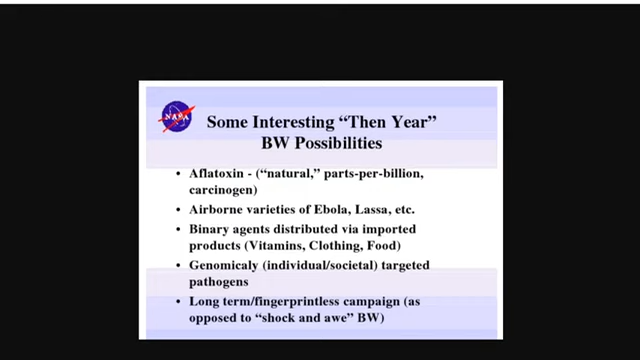 NASA
Some Interesting “Then Year”
BW Possibilities
• Aflatoxin - (“natural,” parts-per-billion,
carcinogen)
• Airborne varieties of Ebola, Lassa, etc.
• Binary agents distributed via imported
products (Vitamins, Clothing, Food)
• Genomicaly (individual/societal) targeted
pathogens
• Long term/fingerprintless campaign (as
opposed to “shock and awe” BW)